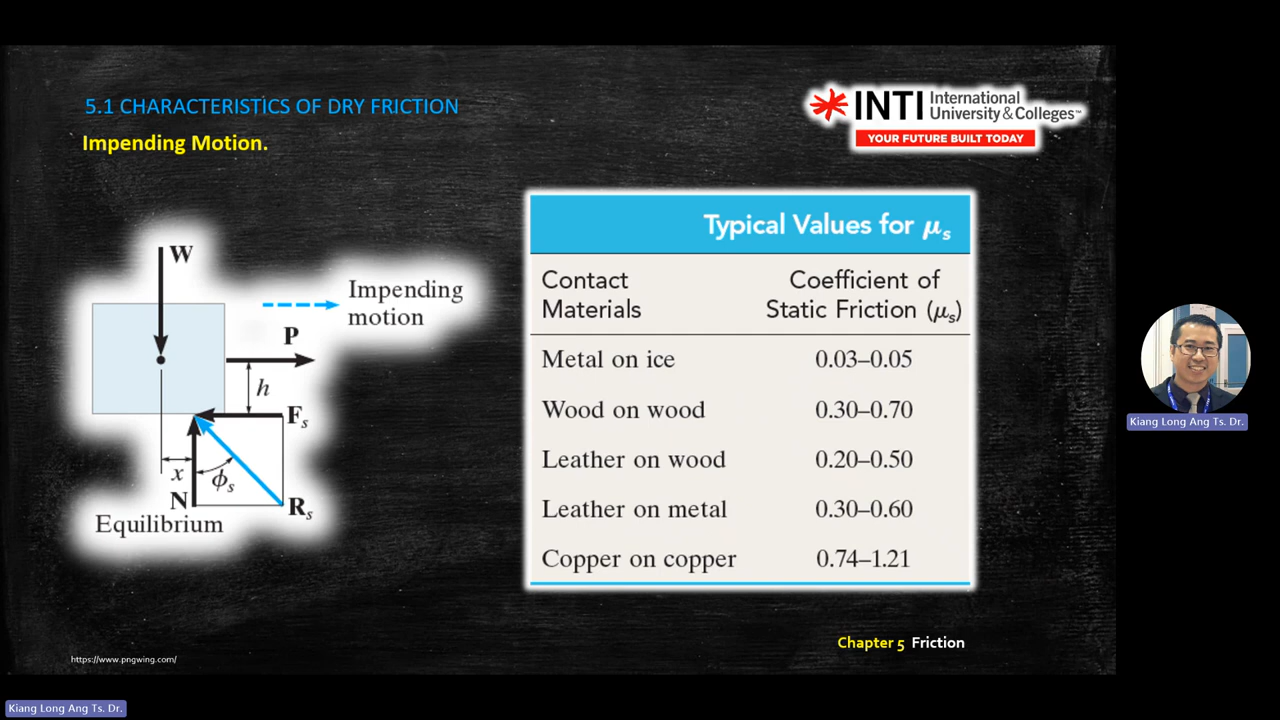 5.1 CHARACTERISTICS OF DRY FRICTION
Impending Motion.
INTI International
University & Colleges™
YOUR FUTURE BUILT TODAY
W
Impending
motion
P
h
Fs
x
ϕs
N
Rs
Equilibrium
Typical Values for μs
Contact Materials
Coefficient of Static Friction (μs)
Metal on ice 0.03–0.05
Wood on wood 0.30–0.70
Leather on wood 0.20–0.50
Leather on metal 0.30–0.60
Copper on copper 0.74–1.21
Chapter 5 Friction
https://www.pngwing.com/
Kiang Long Ang Ts. Dr.
Kiang Long Ang Ts. Dr.